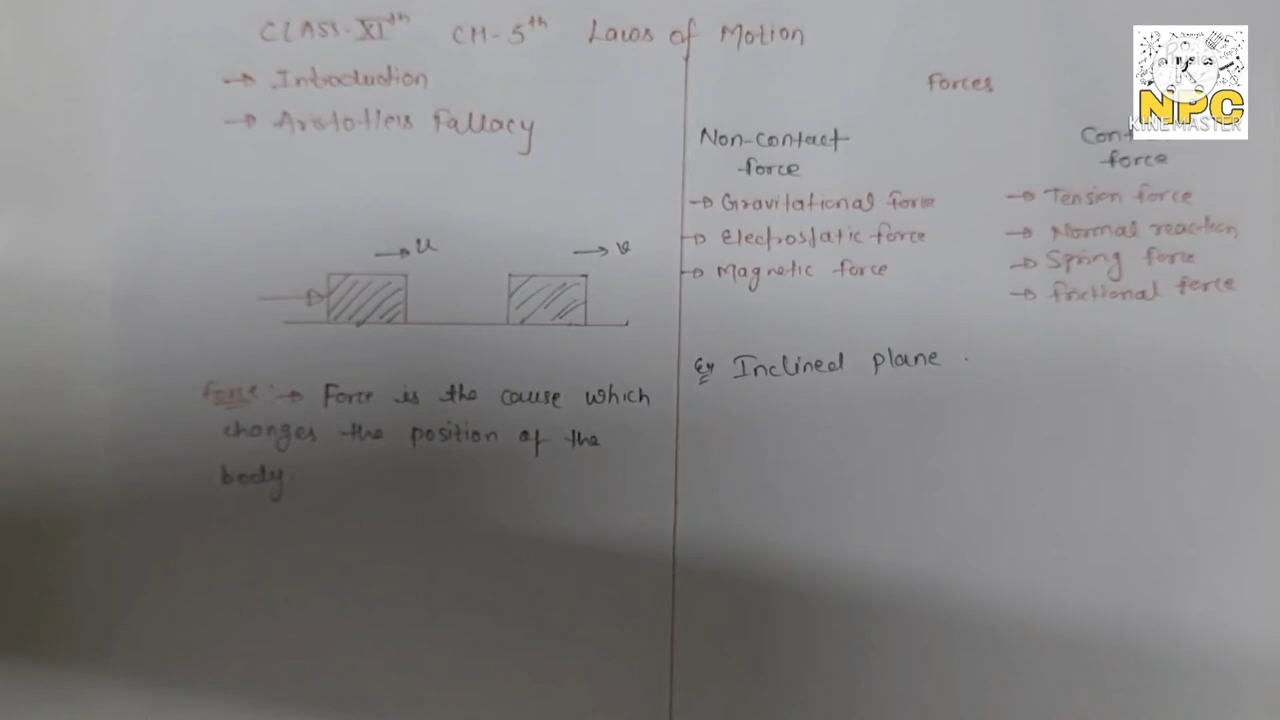 CLASS-XIth CH-5th Laws of Motion
→ Introduction
→ Aristotle's Fallacy
u
v
Force :→ Force is the cause which
changes the position of the
body.
Forces
Non-contact
force
→ Gravitational force
→ Electrostatic force
→ Magnetic force
force
→ Tension force
→ Normal reaction
→ Spring force
→ frictional force
Ex Inclined plane .
Physics
NPC
KINEMASTER